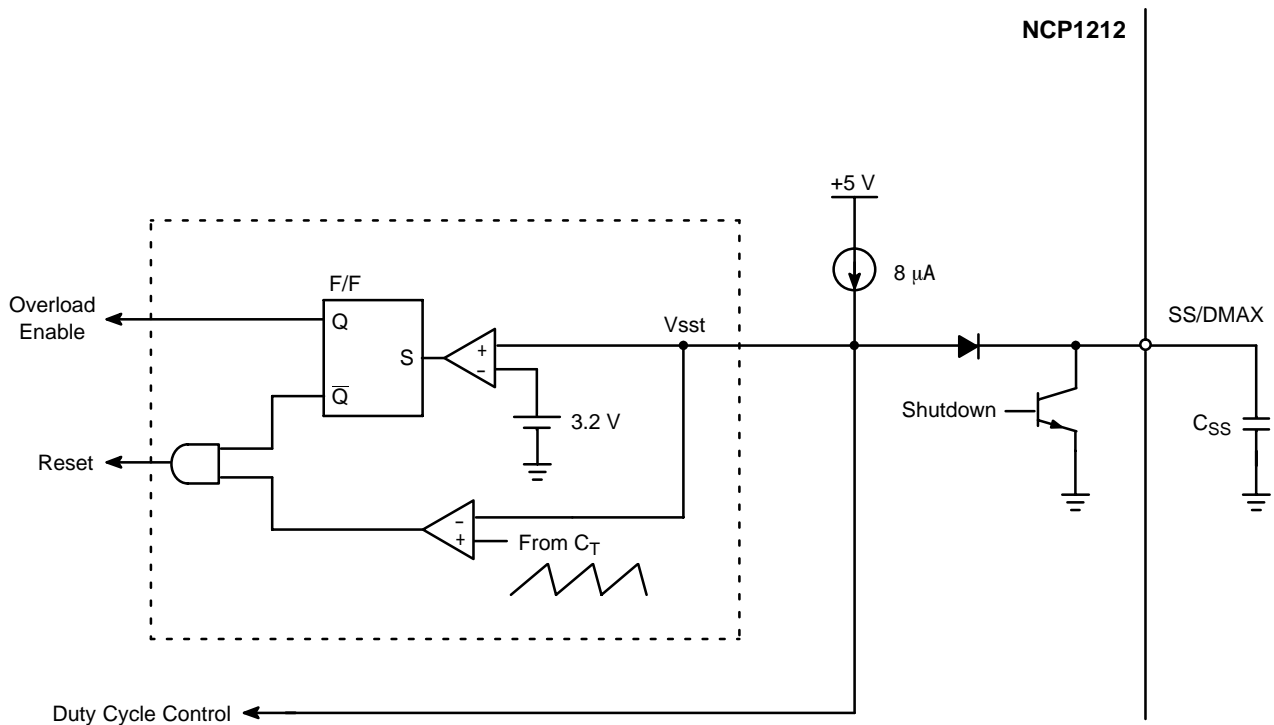 NCP1212
+5 V
8 μA
F/F
Overload
Enable
Q
Vsst
SS/DMAX
S
+
−
Q̅
3.2 V
Shutdown
CSS
Reset
−
+
From CT
Duty Cycle Control